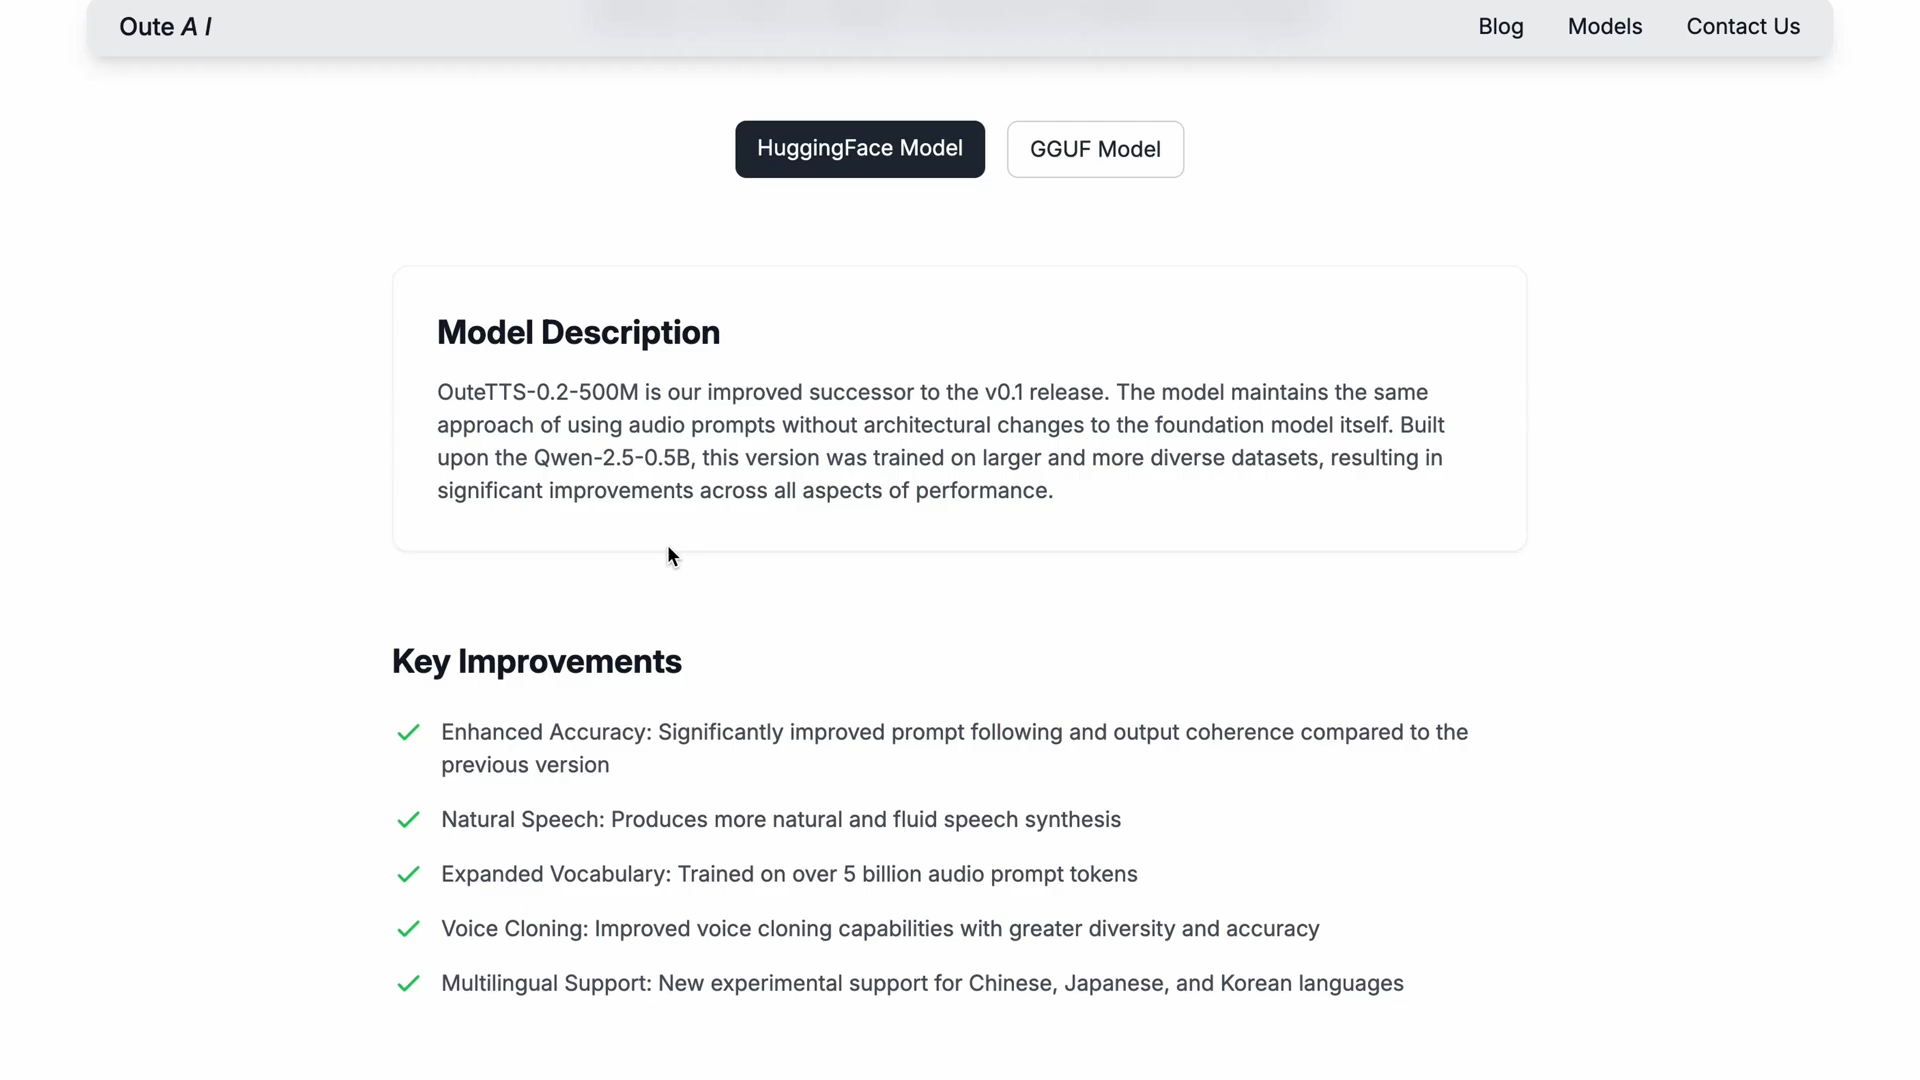 Oute A I
Blog
Models
Contact Us
HuggingFace Model
GGUF Model
Model Description
OuteTTS-0.2-500M is our improved successor to the v0.1 release. The model maintains the same
approach of using audio prompts without architectural changes to the foundation model itself. Built
upon the Qwen-2.5-0.5B, this version was trained on larger and more diverse datasets, resulting in
significant improvements across all aspects of performance.
Key Improvements
Enhanced Accuracy: Significantly improved prompt following and output coherence compared to the
previous version
Natural Speech: Produces more natural and fluid speech synthesis
Expanded Vocabulary: Trained on over 5 billion audio prompt tokens
Voice Cloning: Improved voice cloning capabilities with greater diversity and accuracy
Multilingual Support: New experimental support for Chinese, Japanese, and Korean languages